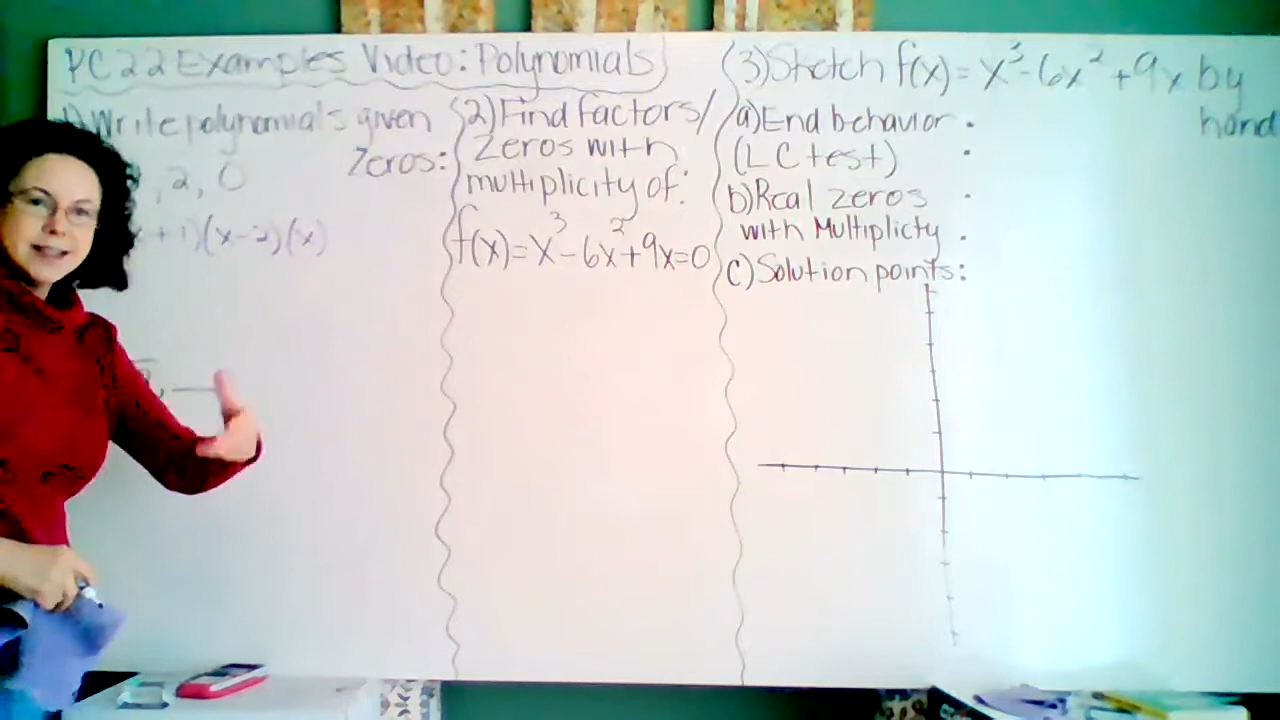 PC 22 Examples Video: Polynomials
1) Write polynomials given
zeros:
, 2, 0
x + 1)(x - 2)(x)
(2) Find factors/
zeros with
multiplicity of:
f(x) = x³ - 6x² + 9x = 0
(3) Sketch f(x) = x³ - 6x² + 9x by
hand
a) End behavior
(LC test)
b) Real zeros
with Multiplicty
c) Solution points: